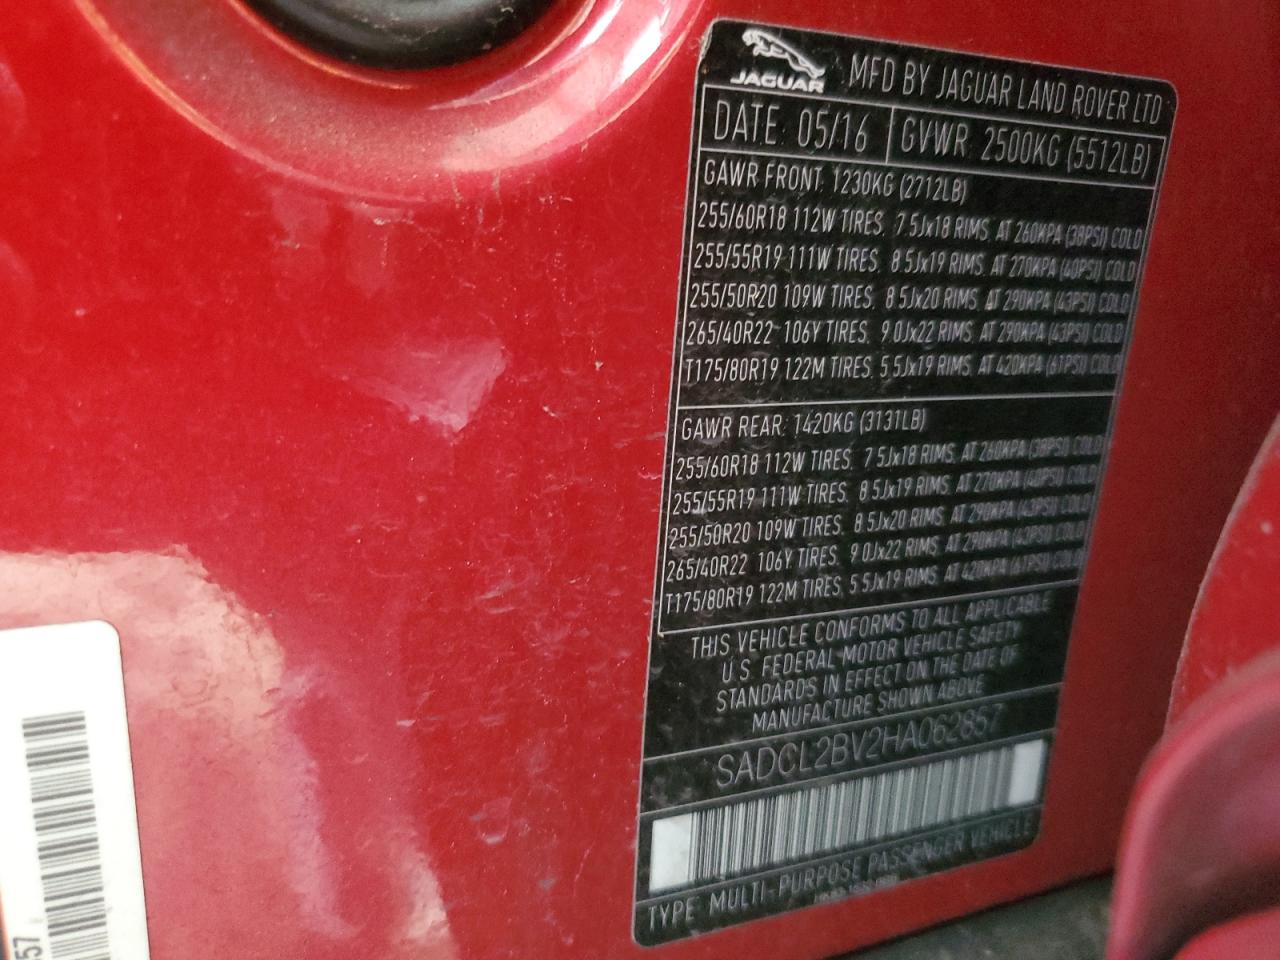 JAGUAR
MFD BY JAGUAR LAND ROVER LTD
DATE: 05/16 GVWR: 2500KG (5512LB)
GAWR FRONT: 1230KG (2712LB)
255/60R18 112W TIRES, 7.5Jx18 RIMS, AT 260KPA (38PSI) COLD
255/55R19 111W TIRES, 8.5Jx19 RIMS, AT 270KPA (40PSI) COLD
255/50R20 109W TIRES, 8.5Jx20 RIMS, AT 290KPA (43PSI) COLD
265/40R22 106Y TIRES, 9.0Jx22 RIMS, AT 290KPA (43PSI) COLD
T175/80R19 122M TIRES, 5.5Jx19 RIMS, AT 420KPA (61PSI) COLD
GAWR REAR: 1420KG (3131LB)
255/60R18 112W TIRES, 7.5Jx18 RIMS, AT 260KPA (38PSI) COLD
255/55R19 111W TIRES, 8.5Jx19 RIMS, AT 270KPA (40PSI) COLD
255/50R20 109W TIRES, 8.5Jx20 RIMS, AT 290KPA (43PSI) COLD
265/40R22 106Y TIRES, 9.0Jx22 RIMS, AT 290KPA (43PSI) COLD
T175/80R19 122M TIRES, 5.5Jx19 RIMS, AT 420KPA (61PSI) COLD
THIS VEHICLE CONFORMS TO ALL APPLICABLE
U.S. FEDERAL MOTOR VEHICLE SAFETY
STANDARDS IN EFFECT ON THE DATE OF
MANUFACTURE SHOWN ABOVE
SADCL2BV2HA062857
TYPE: MULTI-PURPOSE PASSENGER VEHICLE
57